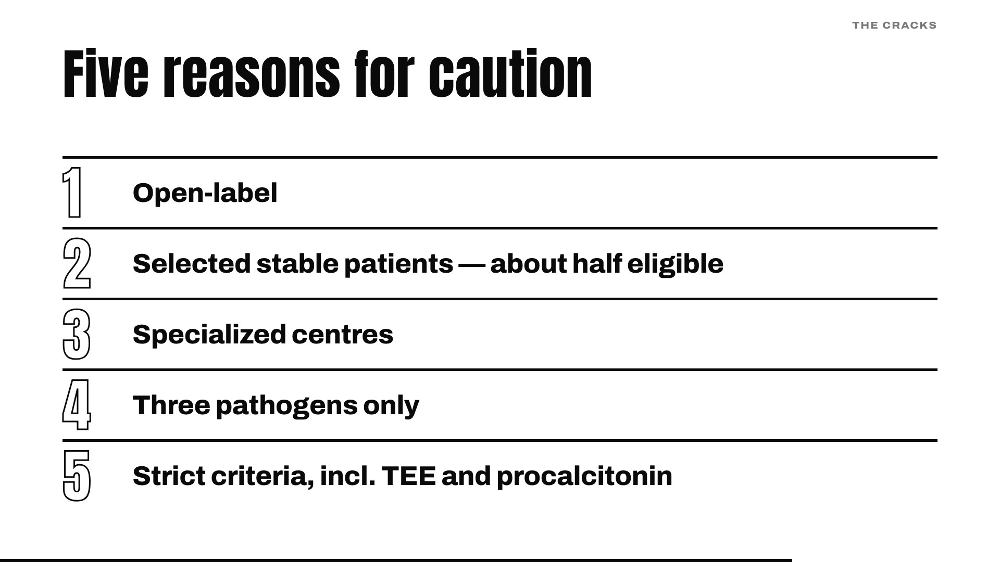 THE CRACKS
Five reasons for caution
1 Open-label
2 Selected stable patients — about half eligible
3 Specialized centres
4 Three pathogens only
5 Strict criteria, incl. TEE and procalcitonin